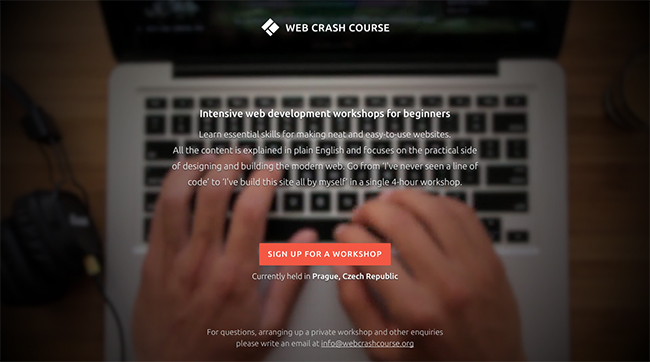 WEB CRASH COURSE
Intensive web development workshops for beginners
Learn essential skills for making neat and easy-to-use websites.
All the content is explained in plain English and focuses on the practical side
of designing and building the modern web. Go from 'I've never seen a line of
code' to 'I've build this site all by myself' in a single 4-hour workshop.
SIGN UP FOR A WORKSHOP
Currently held in Prague, Czech Republic
For questions, arranging up a private workshop and other enquiries
please write an email at info@webcrashcourse.org